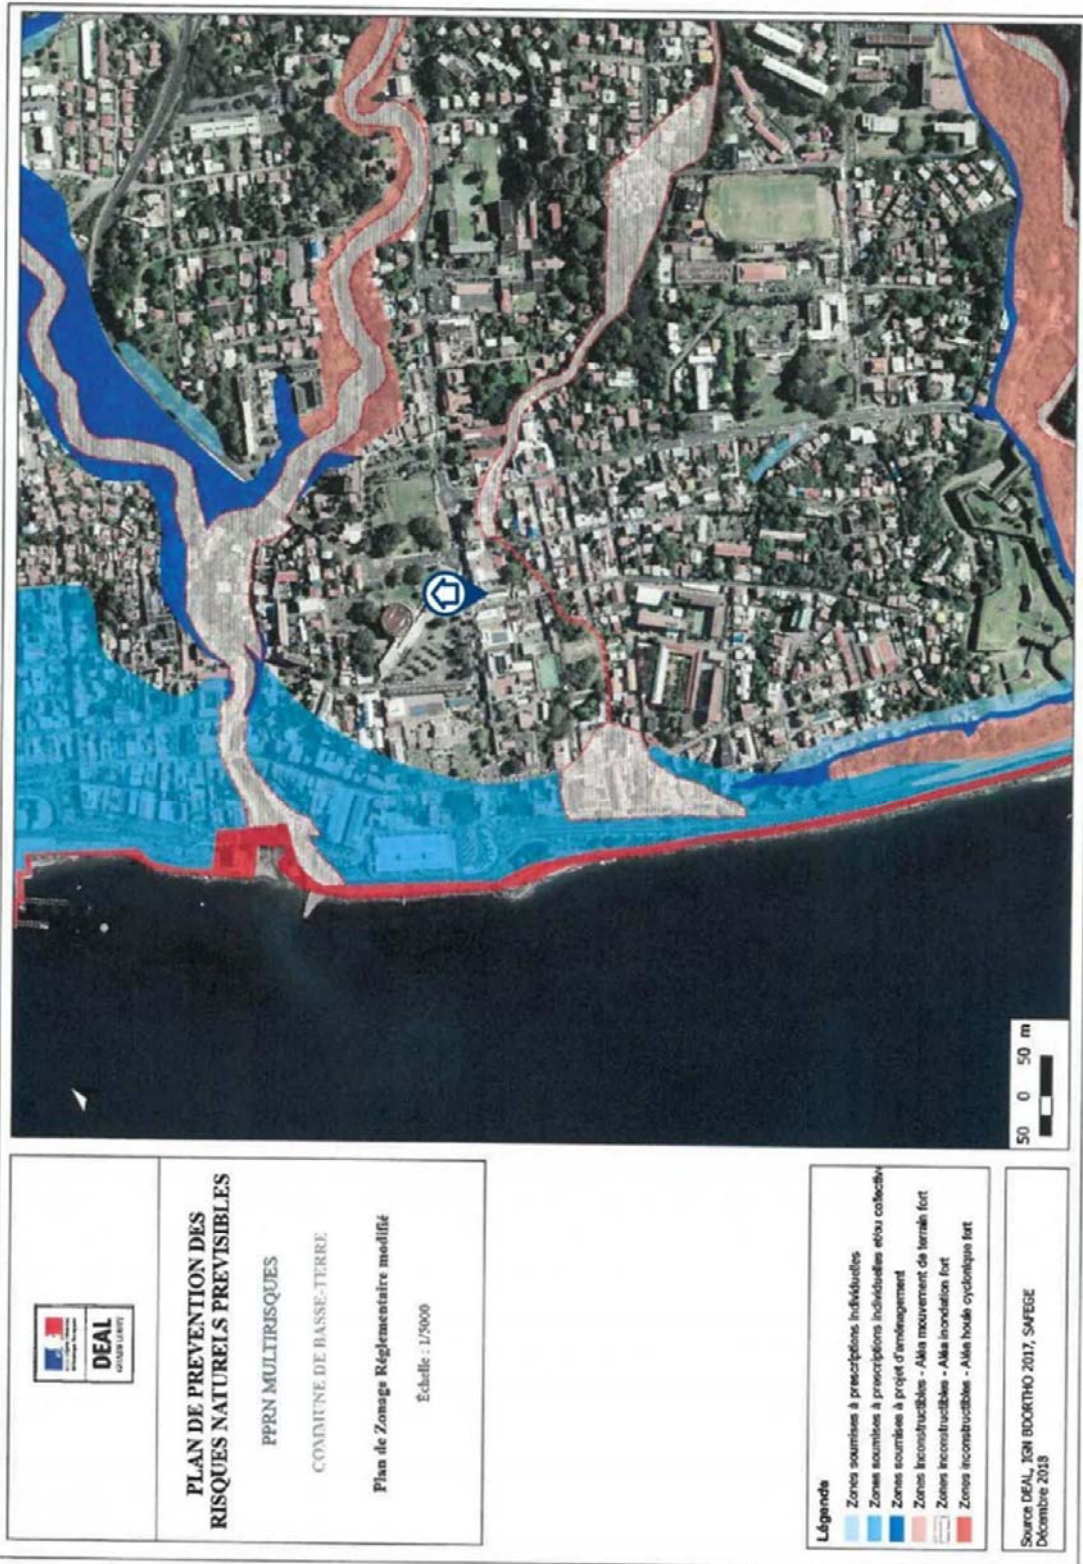 DEAL
PLAN DE PREVENTION DES
RISQUES NATURELS PREVISIBLES
PPRN MULTIRISQUES
COMMUNE DE BASSE-TERRE
Plan de Zonage Réglementaire modifié
Échelle : 1/5000
50 0 50 m
Légende
Zones soumises à prescriptions individuelles
Zones soumises à prescriptions individuelles et/ou collective
Zones soumises à projet d'aménagement
Zones inconstructibles - Aléa mouvement de terrain fort
Zones inconstructibles - Aléa inondation fort
Zones inconstructibles - Aléa houle cyclonique fort
Source DEAL, IGN BDORTHO 2017, SAFEGE
Décembre 2018